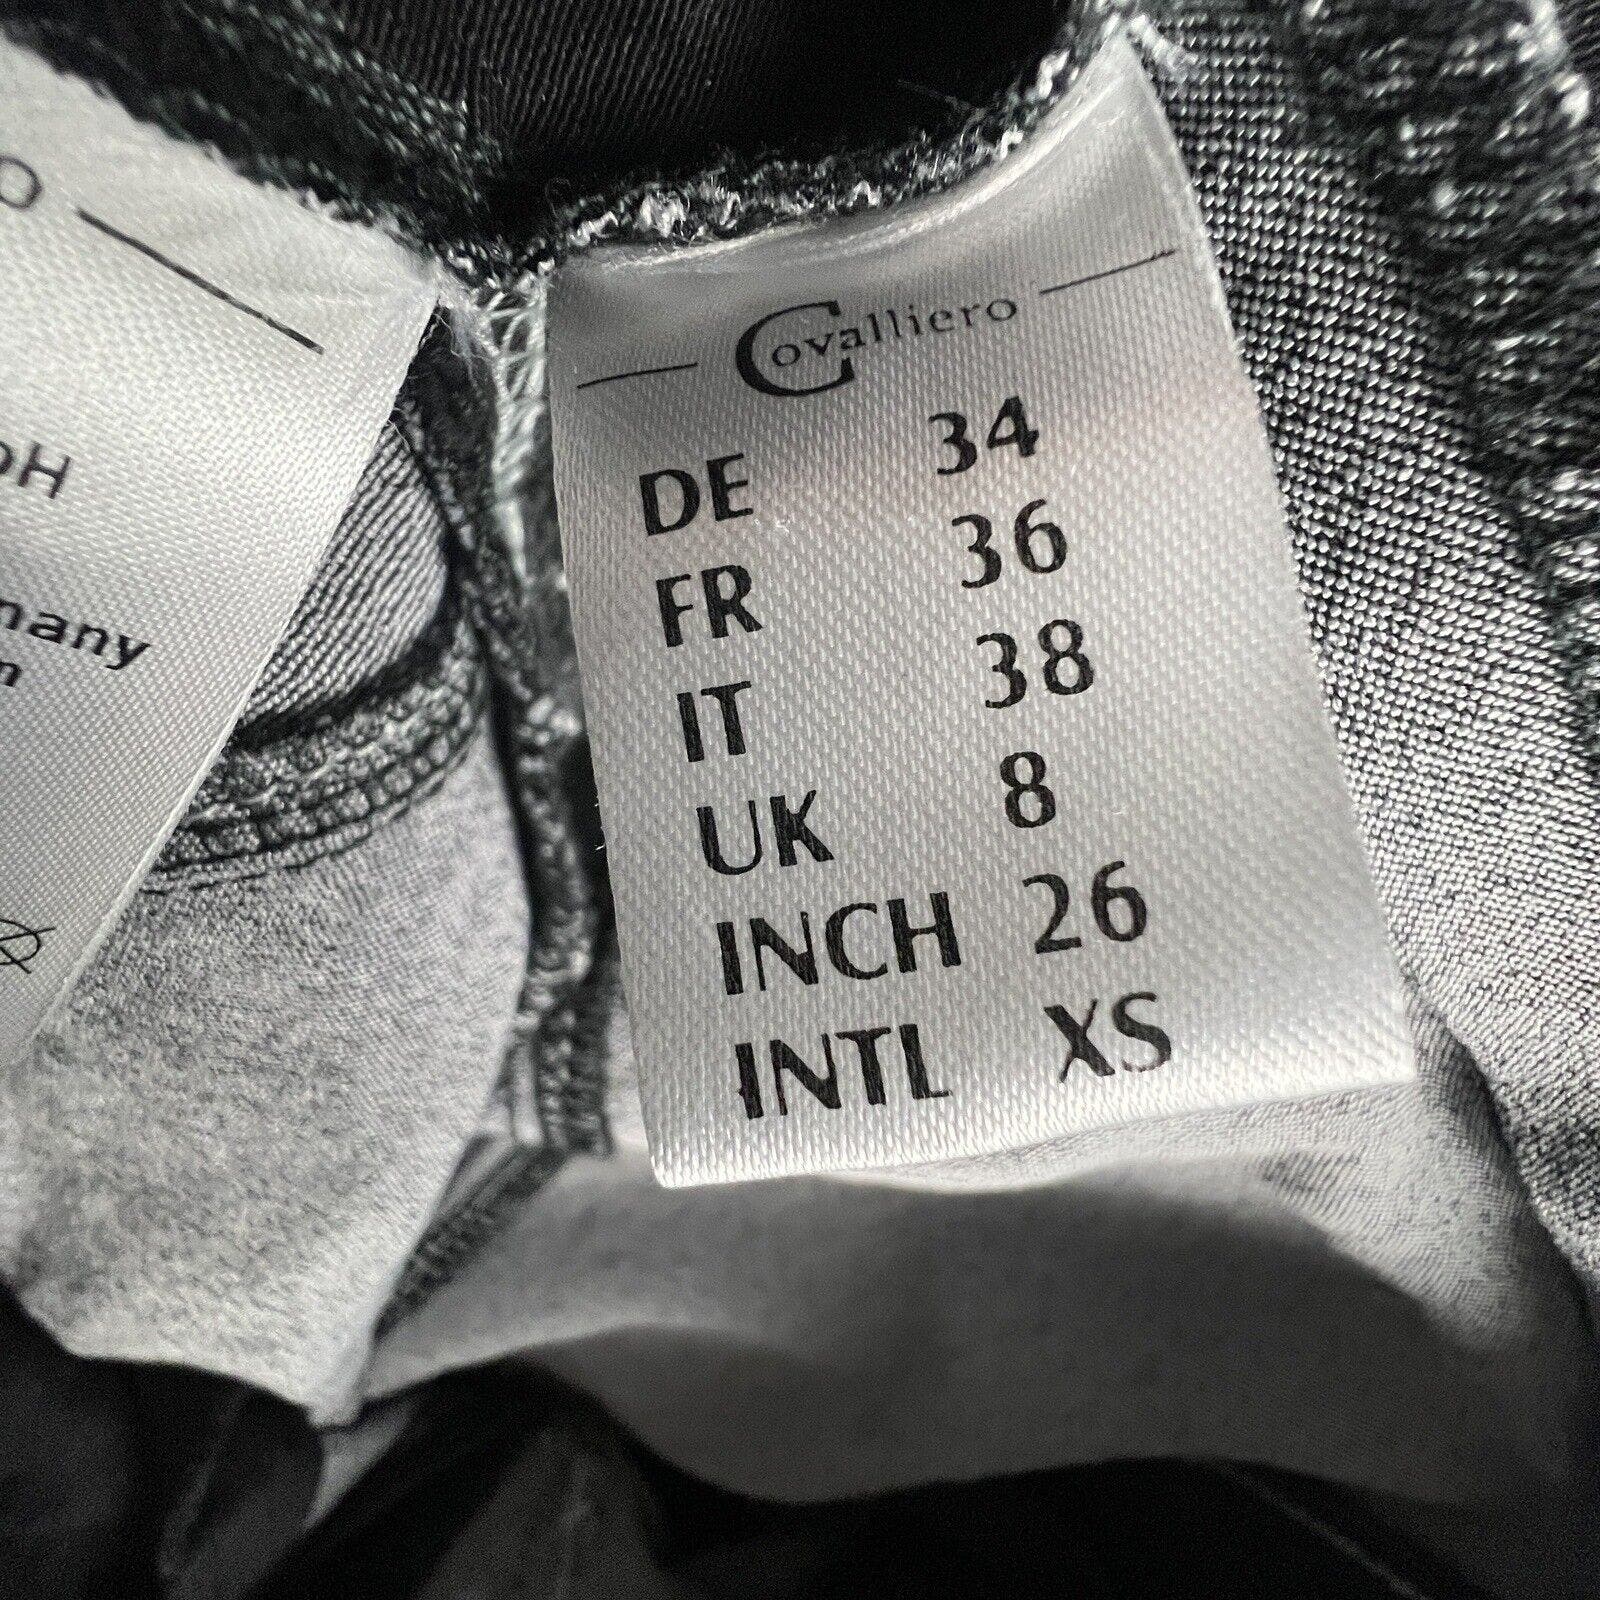 Covalliero
DE 34
FR 36
IT 38
UK 8
INCH 26
INTL XS